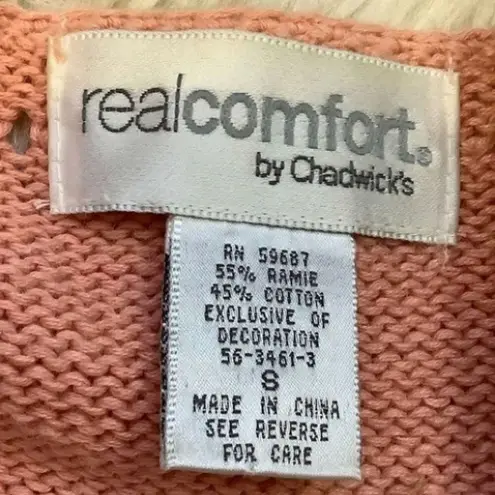 realcomfort®
by Chadwick's
RN 59687
55% RAMIE
45% COTTON
EXCLUSIVE OF
DECORATION
56-3461-3
S
MADE IN CHINA
SEE REVERSE
FOR CARE